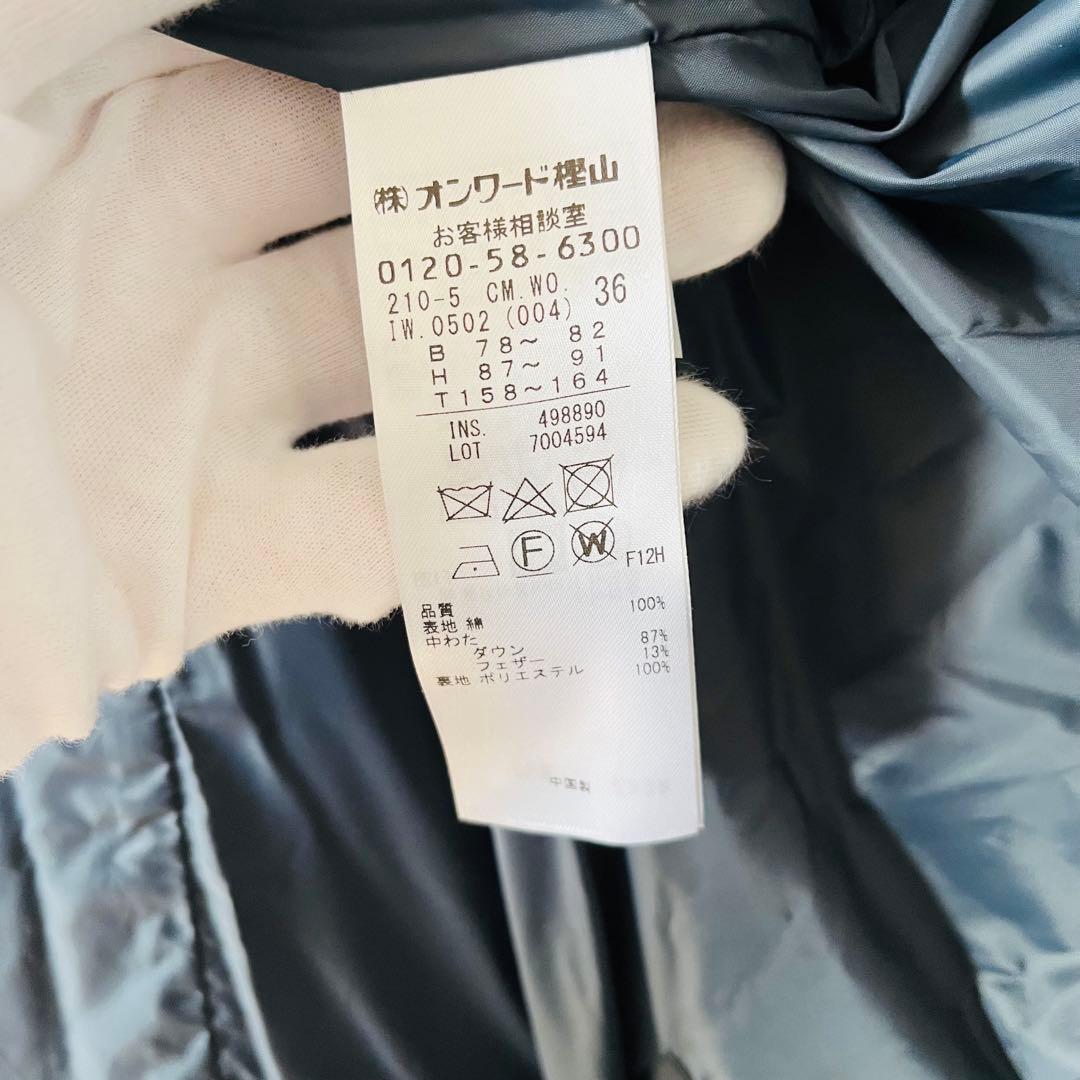 (株)オンワード樫山
お客様相談室
0120-58-6300
210-5 CM.WO. 36
IW.0502 (004)
B 78～ 82
H 87～ 91
T158～164
INS. 498890
LOT 7004594
F
W
F12H
品質
表地 綿 100%
中わた
ダウン 87%
フェザー 13%
裏地 ポリエステル 100%
中国製